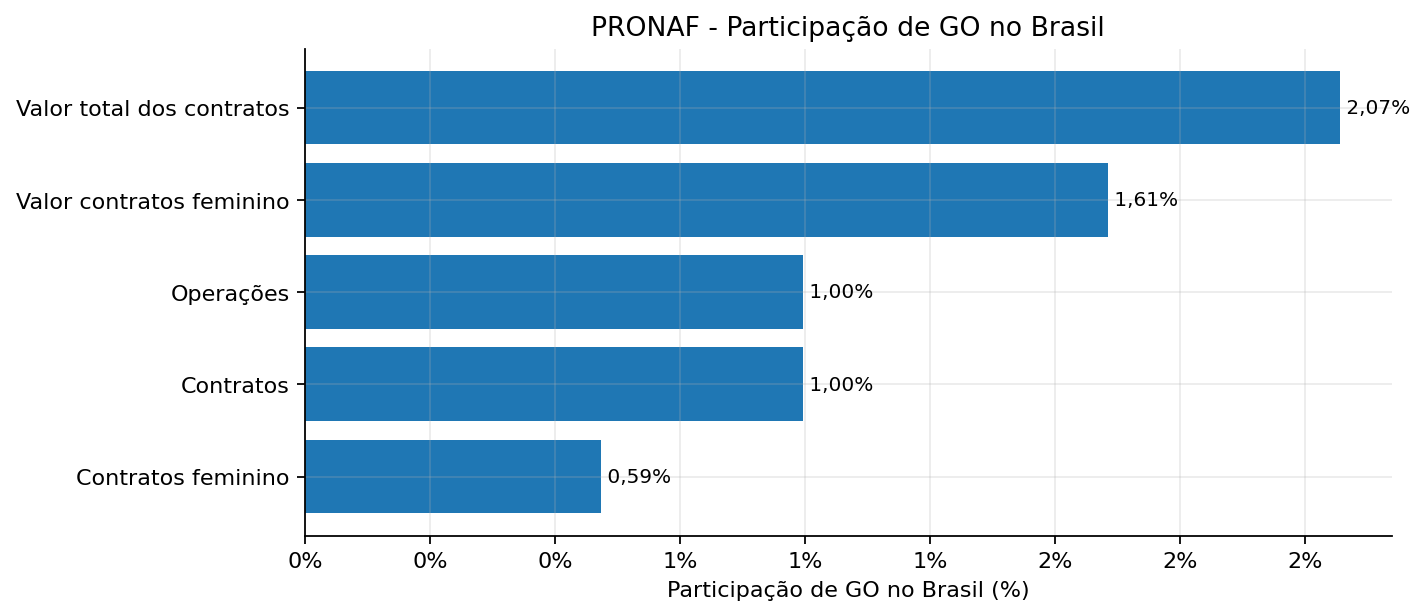 PRONAF - Participação de GO no Brasil
Valor total dos contratos
2,07%
Valor contratos feminino
1,61%
Operações
1,00%
Contratos
1,00%
Contratos feminino
0,59%
0% 0% 0% 1% 1% 1% 2% 2% 2%
Participação de GO no Brasil (%)